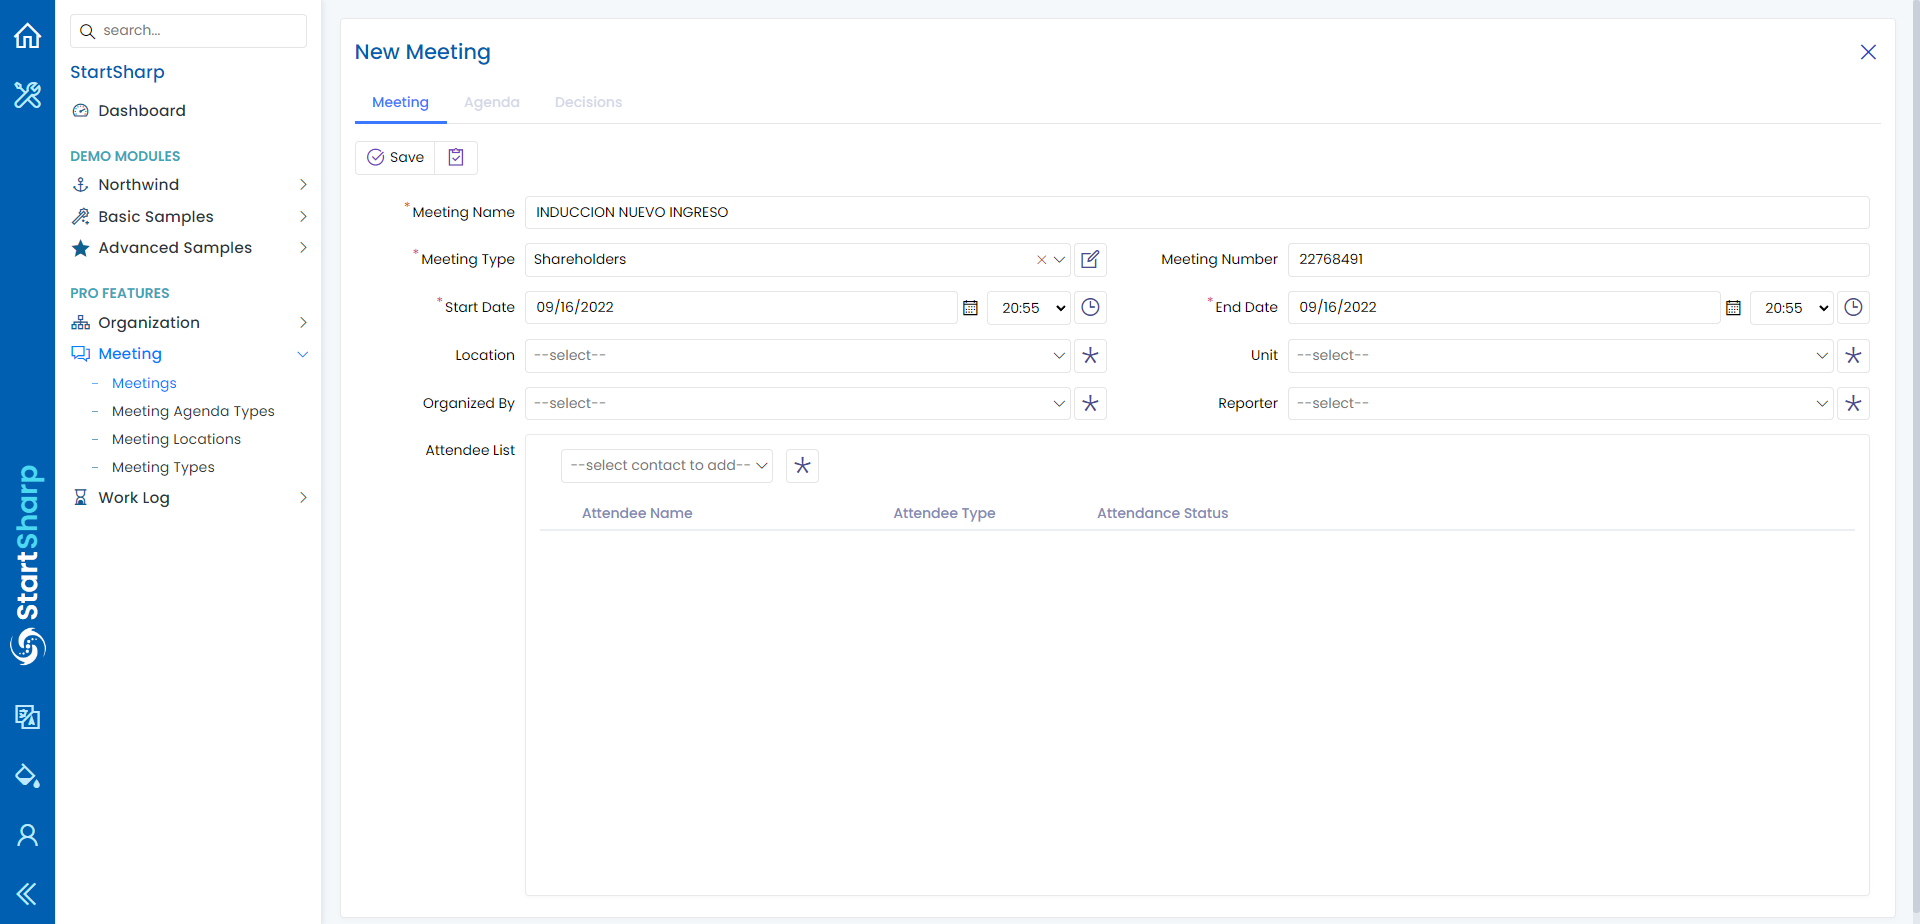 search...
StartSharp
Dashboard
DEMO MODULES
Northwind
Basic Samples
Advanced Samples
PRO FEATURES
Organization
Meeting
- Meetings
- Meeting Agenda Types
- Meeting Locations
- Meeting Types
Work Log
StartSharp
New Meeting
Meeting Agenda Decisions
Save
*Meeting Name INDUCCION NUEVO INGRESO
*Meeting Type Shareholders Meeting Number 22768491
*Start Date 09/16/2022 20:55 *End Date 09/16/2022 20:55
Location --select-- Unit --select--
Organized By --select-- Reporter --select--
Attendee List
--select contact to add--
Attendee Name Attendee Type Attendance Status